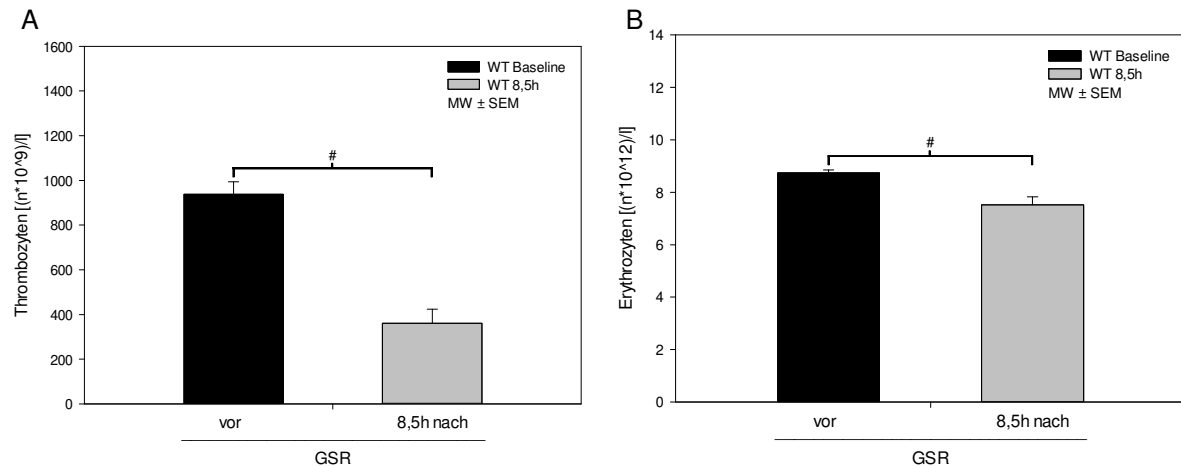 A
Thrombozyten [(n*10^9)/l]
1600
1400
1200
1000
800
600
400
200
0
WT Baseline
WT 8,5h
MW ± SEM
#
vor
8,5h nach
GSR
B
Erythrozyten [(n*10^12)/l]
14
12
10
8
6
4
2
0
WT Baseline
WT 8,5h
MW ± SEM
#
vor
8,5h nach
GSR